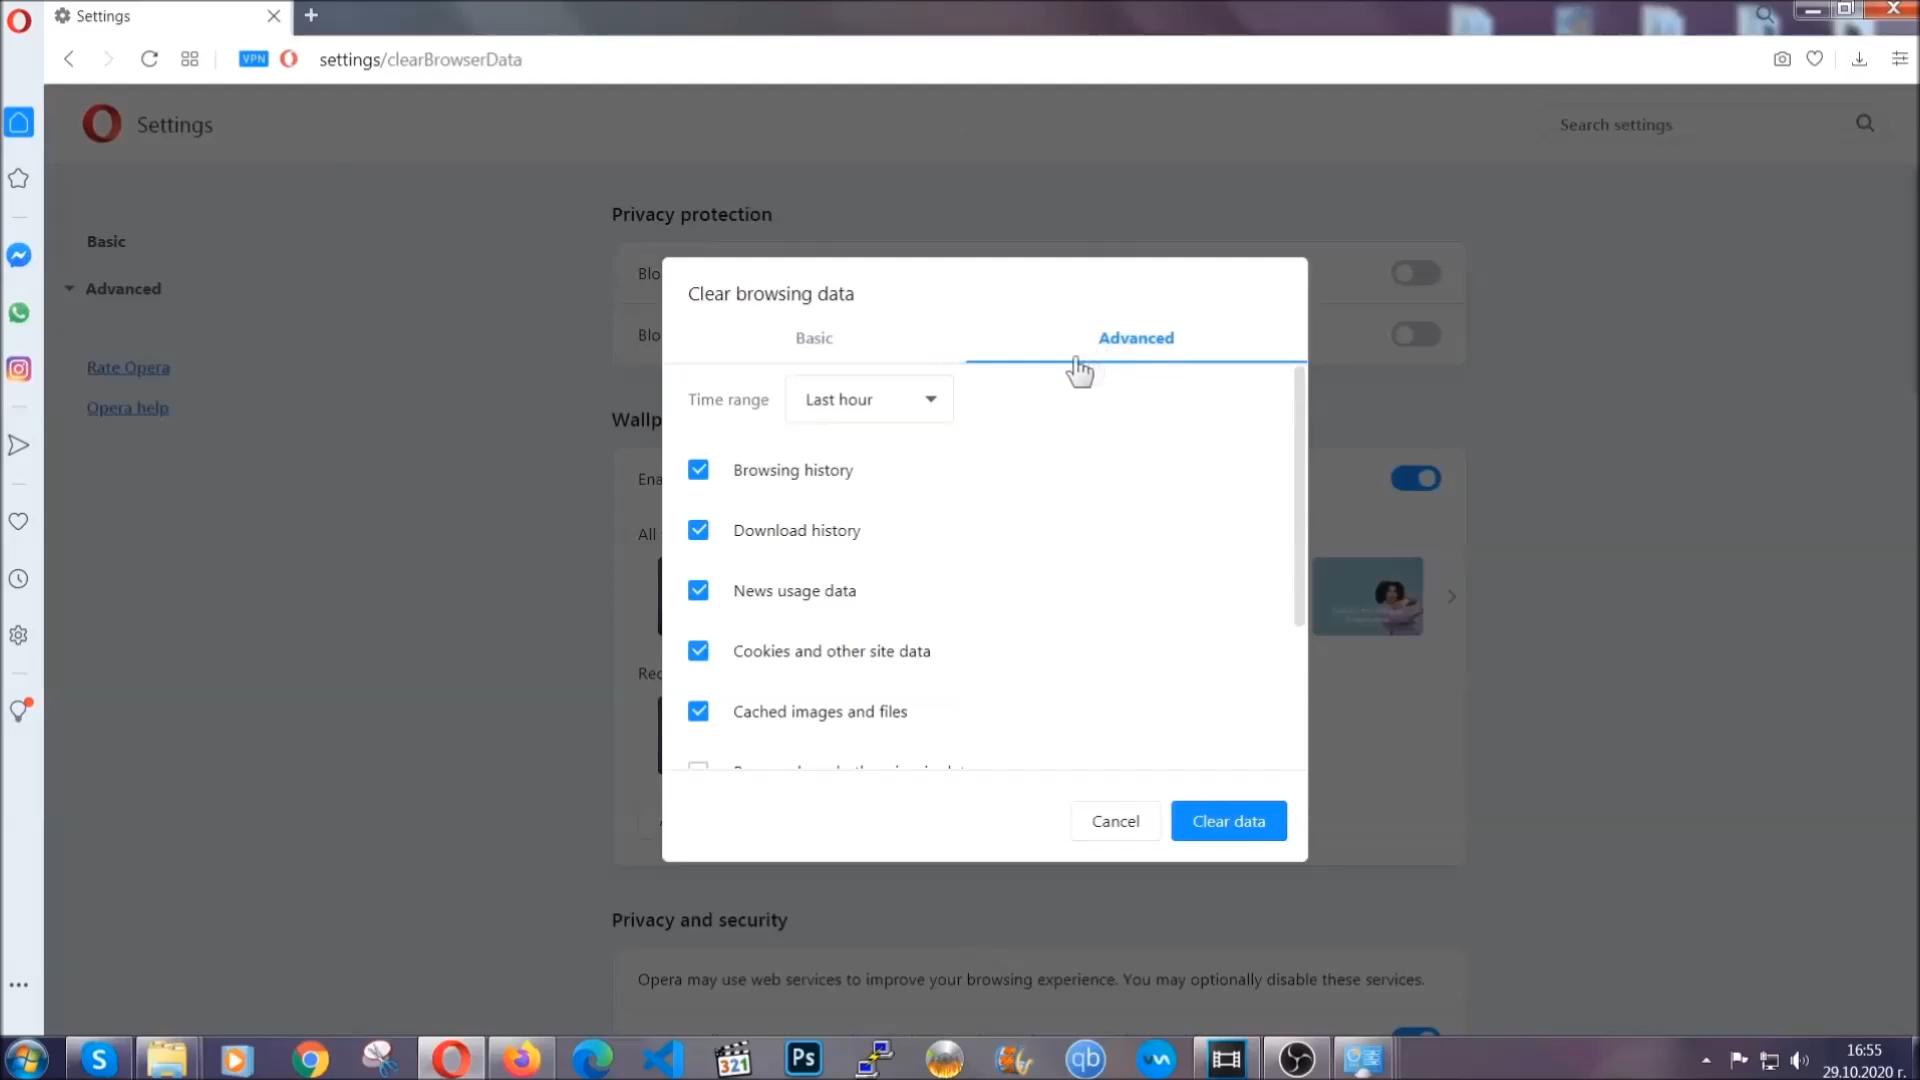 Settings
VPN
settings/clearBrowserData
Settings
Search settings
Basic
Advanced
Rate Opera
Opera help
Privacy protection
Blo
Blo
Wallp
Ena
All
Rec
Clear browsing data
Basic
Advanced
Time range
Last hour
Browsing history
Download history
News usage data
Cookies and other site data
Cached images and files
Cancel
Clear data
Privacy and security
Opera may use web services to improve your browsing experience. You may optionally disable these services.
S
321
Ps
qb
16:55
29.10.2020 г.